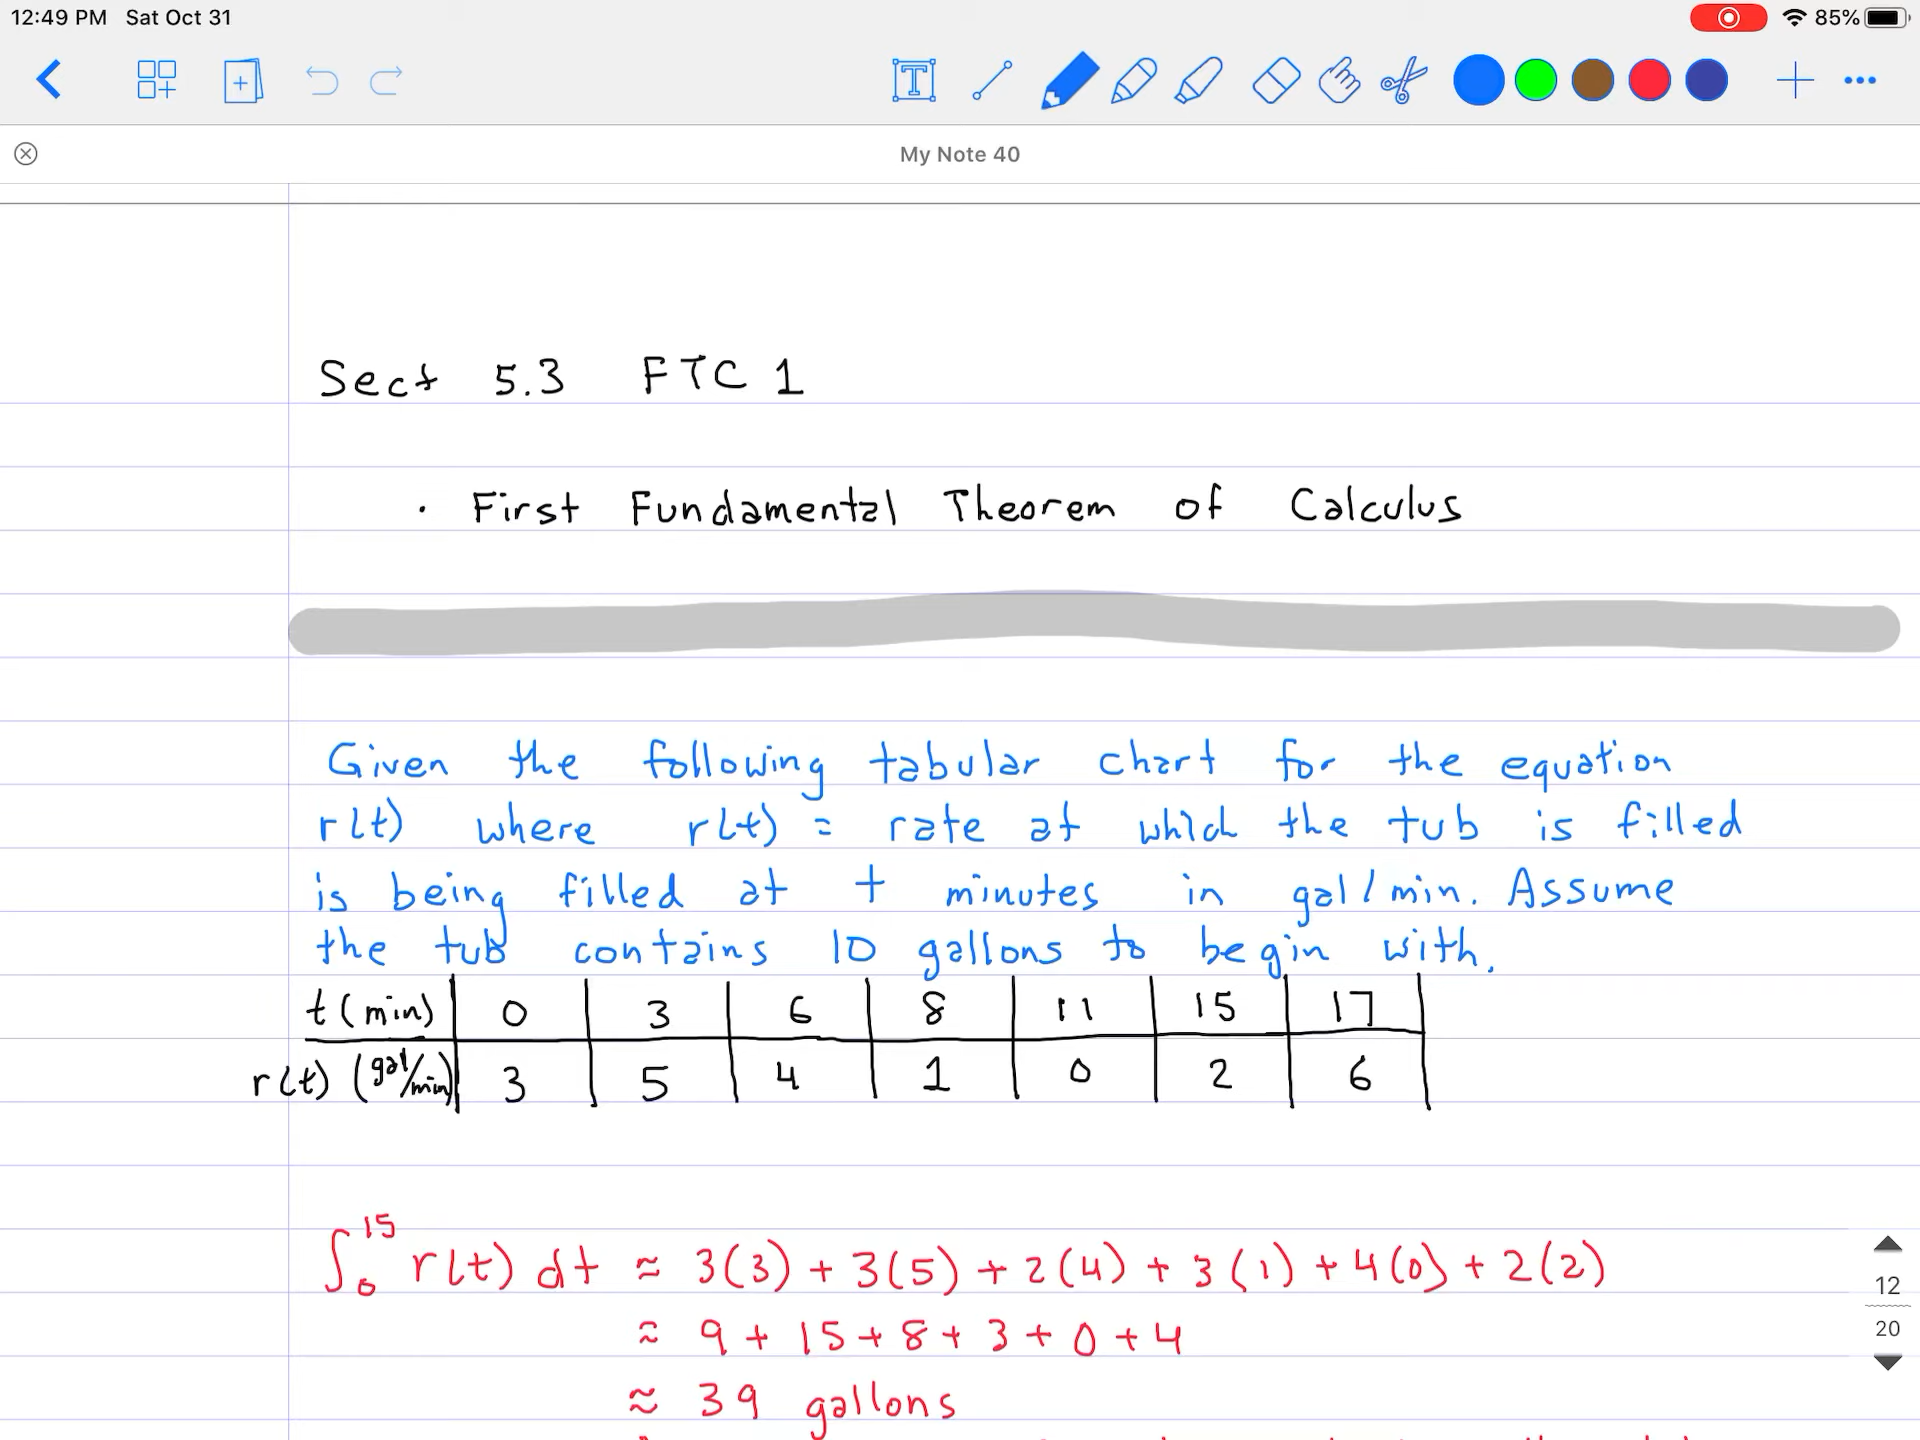 12:49 PM Sat Oct 31 85%
My Note 40
Sect 5.3 FTC 1
· First Fundamental Theorem of Calculus
Given the following tabular chart for the equation
r(t) where r(t) = rate at which the tub is filled
is being filled at t minutes in gal/min. Assume
the tub contains 10 gallons to begin with.
t (min) 0 3 6 8 11 15 17
r(t) (gal/min) 3 5 4 1 0 2 6
∫₀¹⁵ r(t) dt ≈ 3(3) + 3(5) + 2(4) + 3(1) + 4(0) + 2(2)
≈ 9 + 15 + 8 + 3 + 0 + 4
≈ 39 gallons
12
20